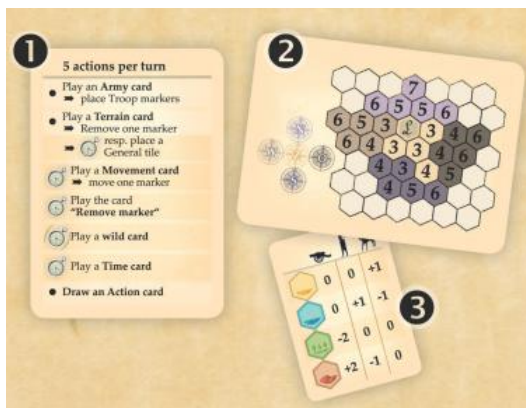 1
5 actions per turn
Play an Army card
➡ place Troop markers
Play a Terrain card
➡ Remove one marker
➡ resp. place a
General tile
Play a Movement card
➡ move one marker
Play the card
"Remove marker"
Play a wild card
Play a Time card
Draw an Action card
2
7
6 5 5 6
6 5 3 3 4 6
6 4 3 3 4 6
4 3 4 5
4 5 6
3
0 0 +1
0 +1 -1
-2 0 0
+2 -1 0